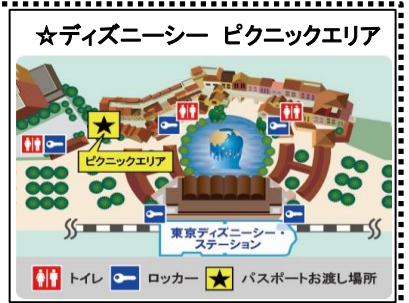 ☆ディズニーシー ピクニックエリア
ピクニックエリア
東京ディズニーシー・
ステーション
トイレ ロッカー パスポートお渡し場所